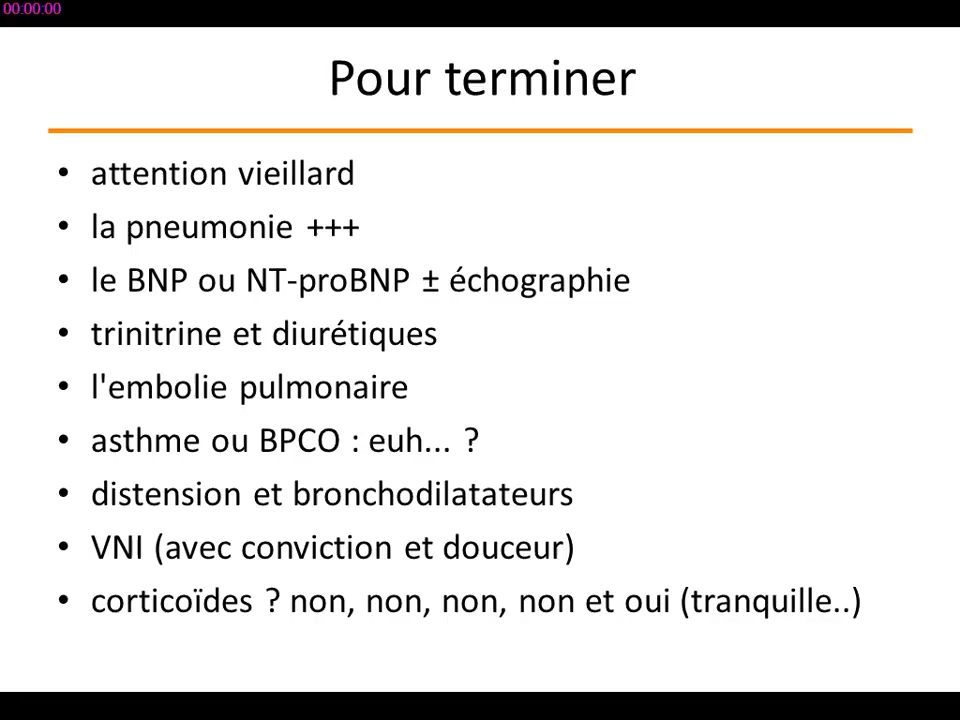 00:00:00
Pour terminer
• attention vieillard
• la pneumonie +++
• le BNP ou NT-proBNP ± échographie
• trinitrine et diurétiques
• l'embolie pulmonaire
• asthme ou BPCO : euh... ?
• distension et bronchodilatateurs
• VNI (avec conviction et douceur)
• corticoïdes ? non, non, non, non et oui (tranquille..)